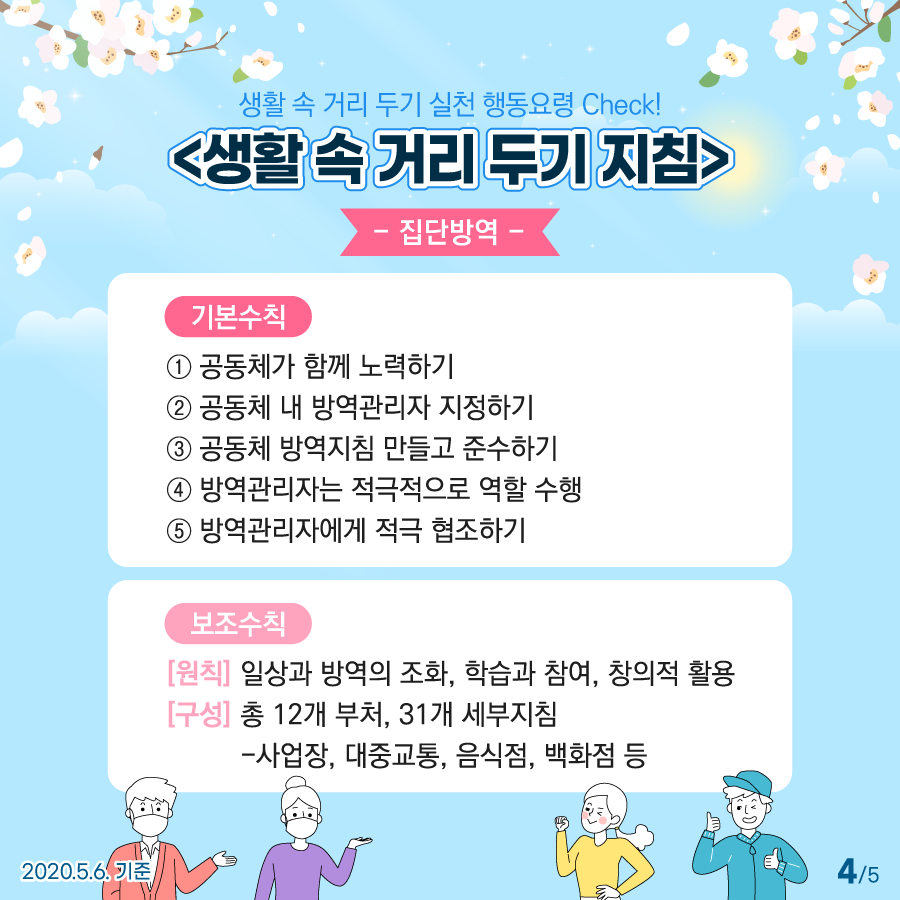 생활 속 거리 두기 실천 행동요령 Check!
<생활 속 거리 두기 지침>
- 집단방역 -
기본수칙
① 공동체가 함께 노력하기
② 공동체 내 방역관리자 지정하기
③ 공동체 방역지침 만들고 준수하기
④ 방역관리자는 적극적으로 역할 수행
⑤ 방역관리자에게 적극 협조하기
보조수칙
[원칙] 일상과 방역의 조화, 학습과 참여, 창의적 활용
[구성] 총 12개 부처, 31개 세부지침
-사업장, 대중교통, 음식점, 백화점 등
2020.5.6. 기준
4/5